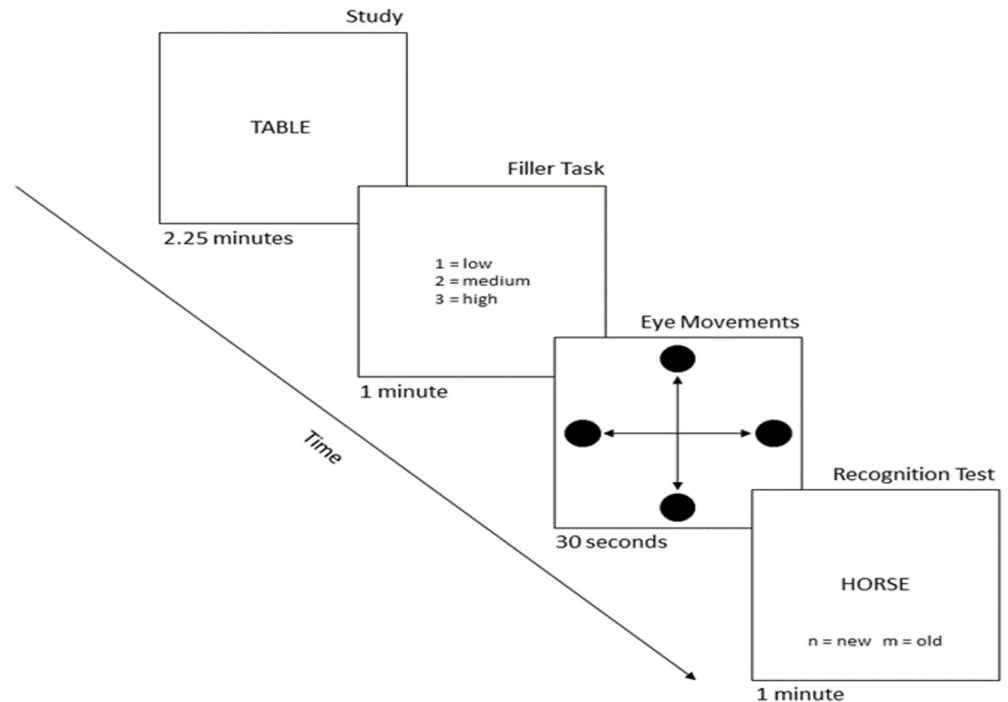 Study
TABLE
2.25 minutes
Filler Task
1 = low
2 = medium
3 = high
1 minute
Eye Movements
30 seconds
Time
Recognition Test
HORSE
n = new m = old
1 minute